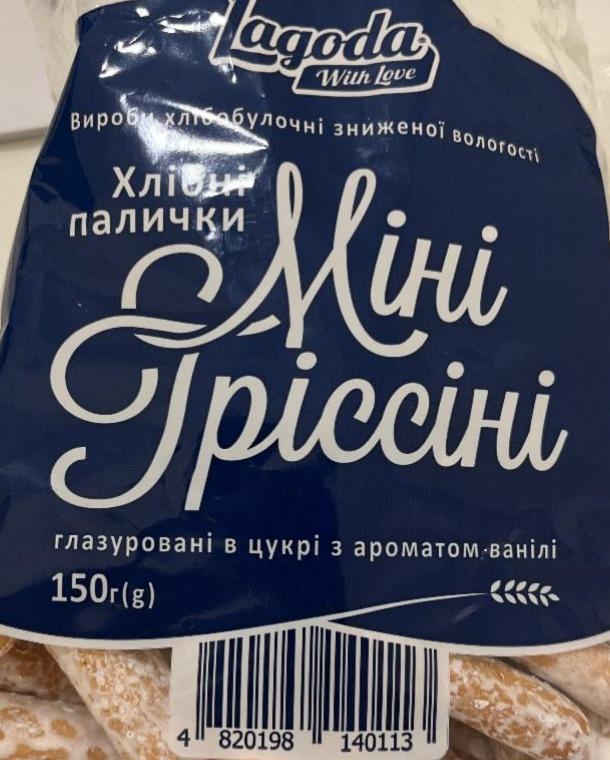 Lagoda
With Love
Вироби хлібобулочні зниженої вологості
Хлібні
палички
Міні
Гріссіні
глазуровані в цукрі з ароматом ванілі
150г(g)
4 820198 140113